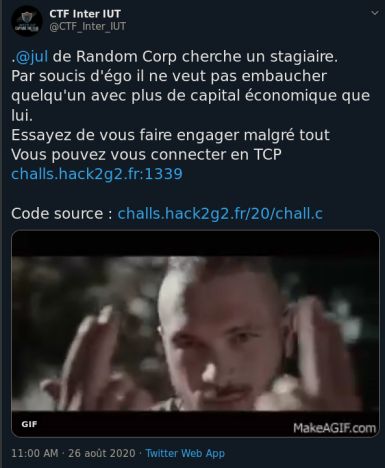 CTF Inter IUT
@CTF_Inter_IUT
.@jul de Random Corp cherche un stagiaire.
Par soucis d'égo il ne veut pas embaucher
quelqu'un avec plus de capital économique que
lui.
Essayez de vous faire engager malgré tout
Vous pouvez vous connecter en TCP
challs.hack2g2.fr:1339
Code source : challs.hack2g2.fr/20/chall.c
GIF
MakeAGIF.com
11:00 AM · 26 août 2020 · Twitter Web App